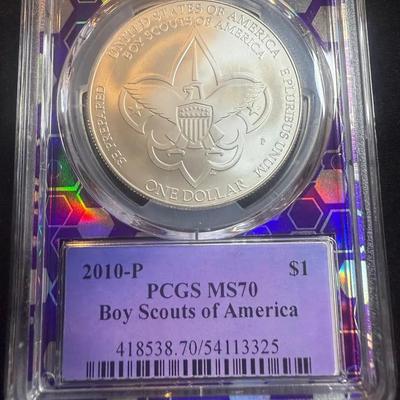 UNITED STATES OF AMERICA
BOY SCOUTS OF AMERICA
BE PREPARED
E PLURIBUS UNUM
P
ONE DOLLAR
2010-P $1
PCGS MS70
Boy Scouts of America
418538.70/54113325